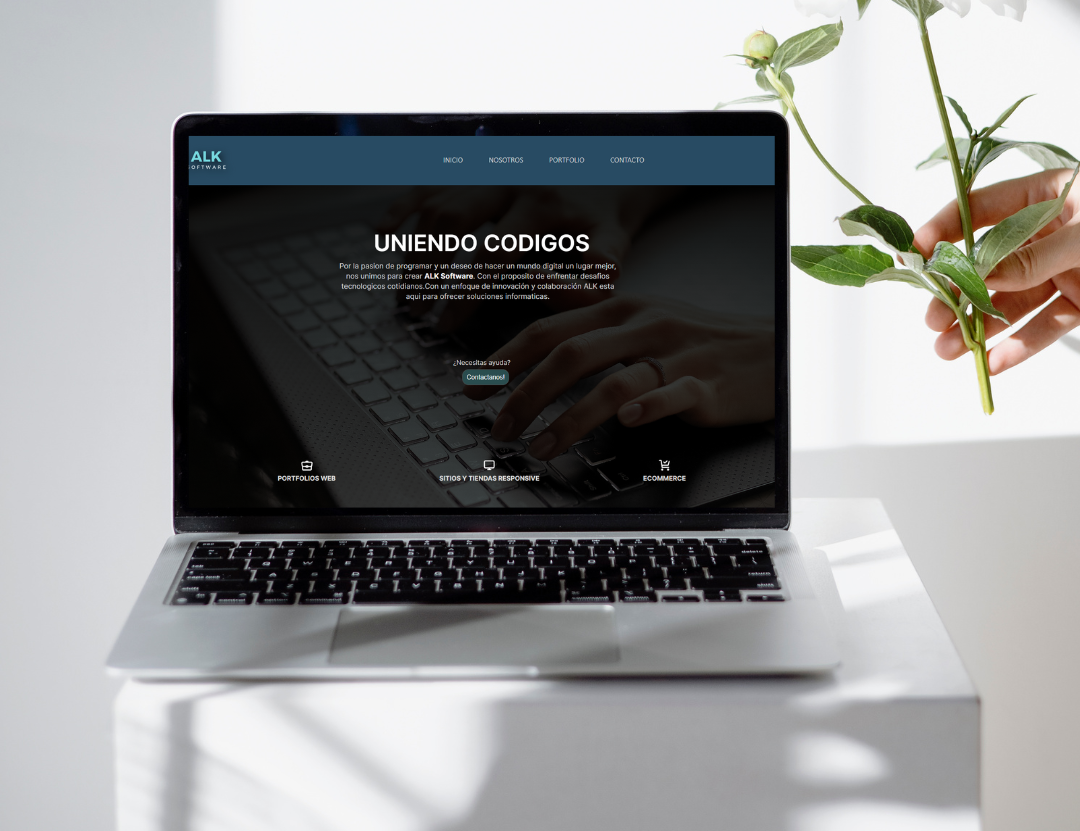 ALK
SOFTWARE
INICIO NOSOTROS PORTFOLIO CONTACTO
UNIENDO CODIGOS
Por la pasion de programar y un deseo de hacer un mundo digital un lugar mejor,
nos unimos para crear ALK Software. Con el proposito de enfrentar desafios
tecnologicos cotidianos.Con un enfoque de innovación y colaboración ALK esta
aqui para ofrecer soluciones informaticas.
¿Necesitas ayuda?
Contactanos!
PORTFOLIOS WEB SITIOS Y TIENDAS RESPONSIVE ECOMMERCE